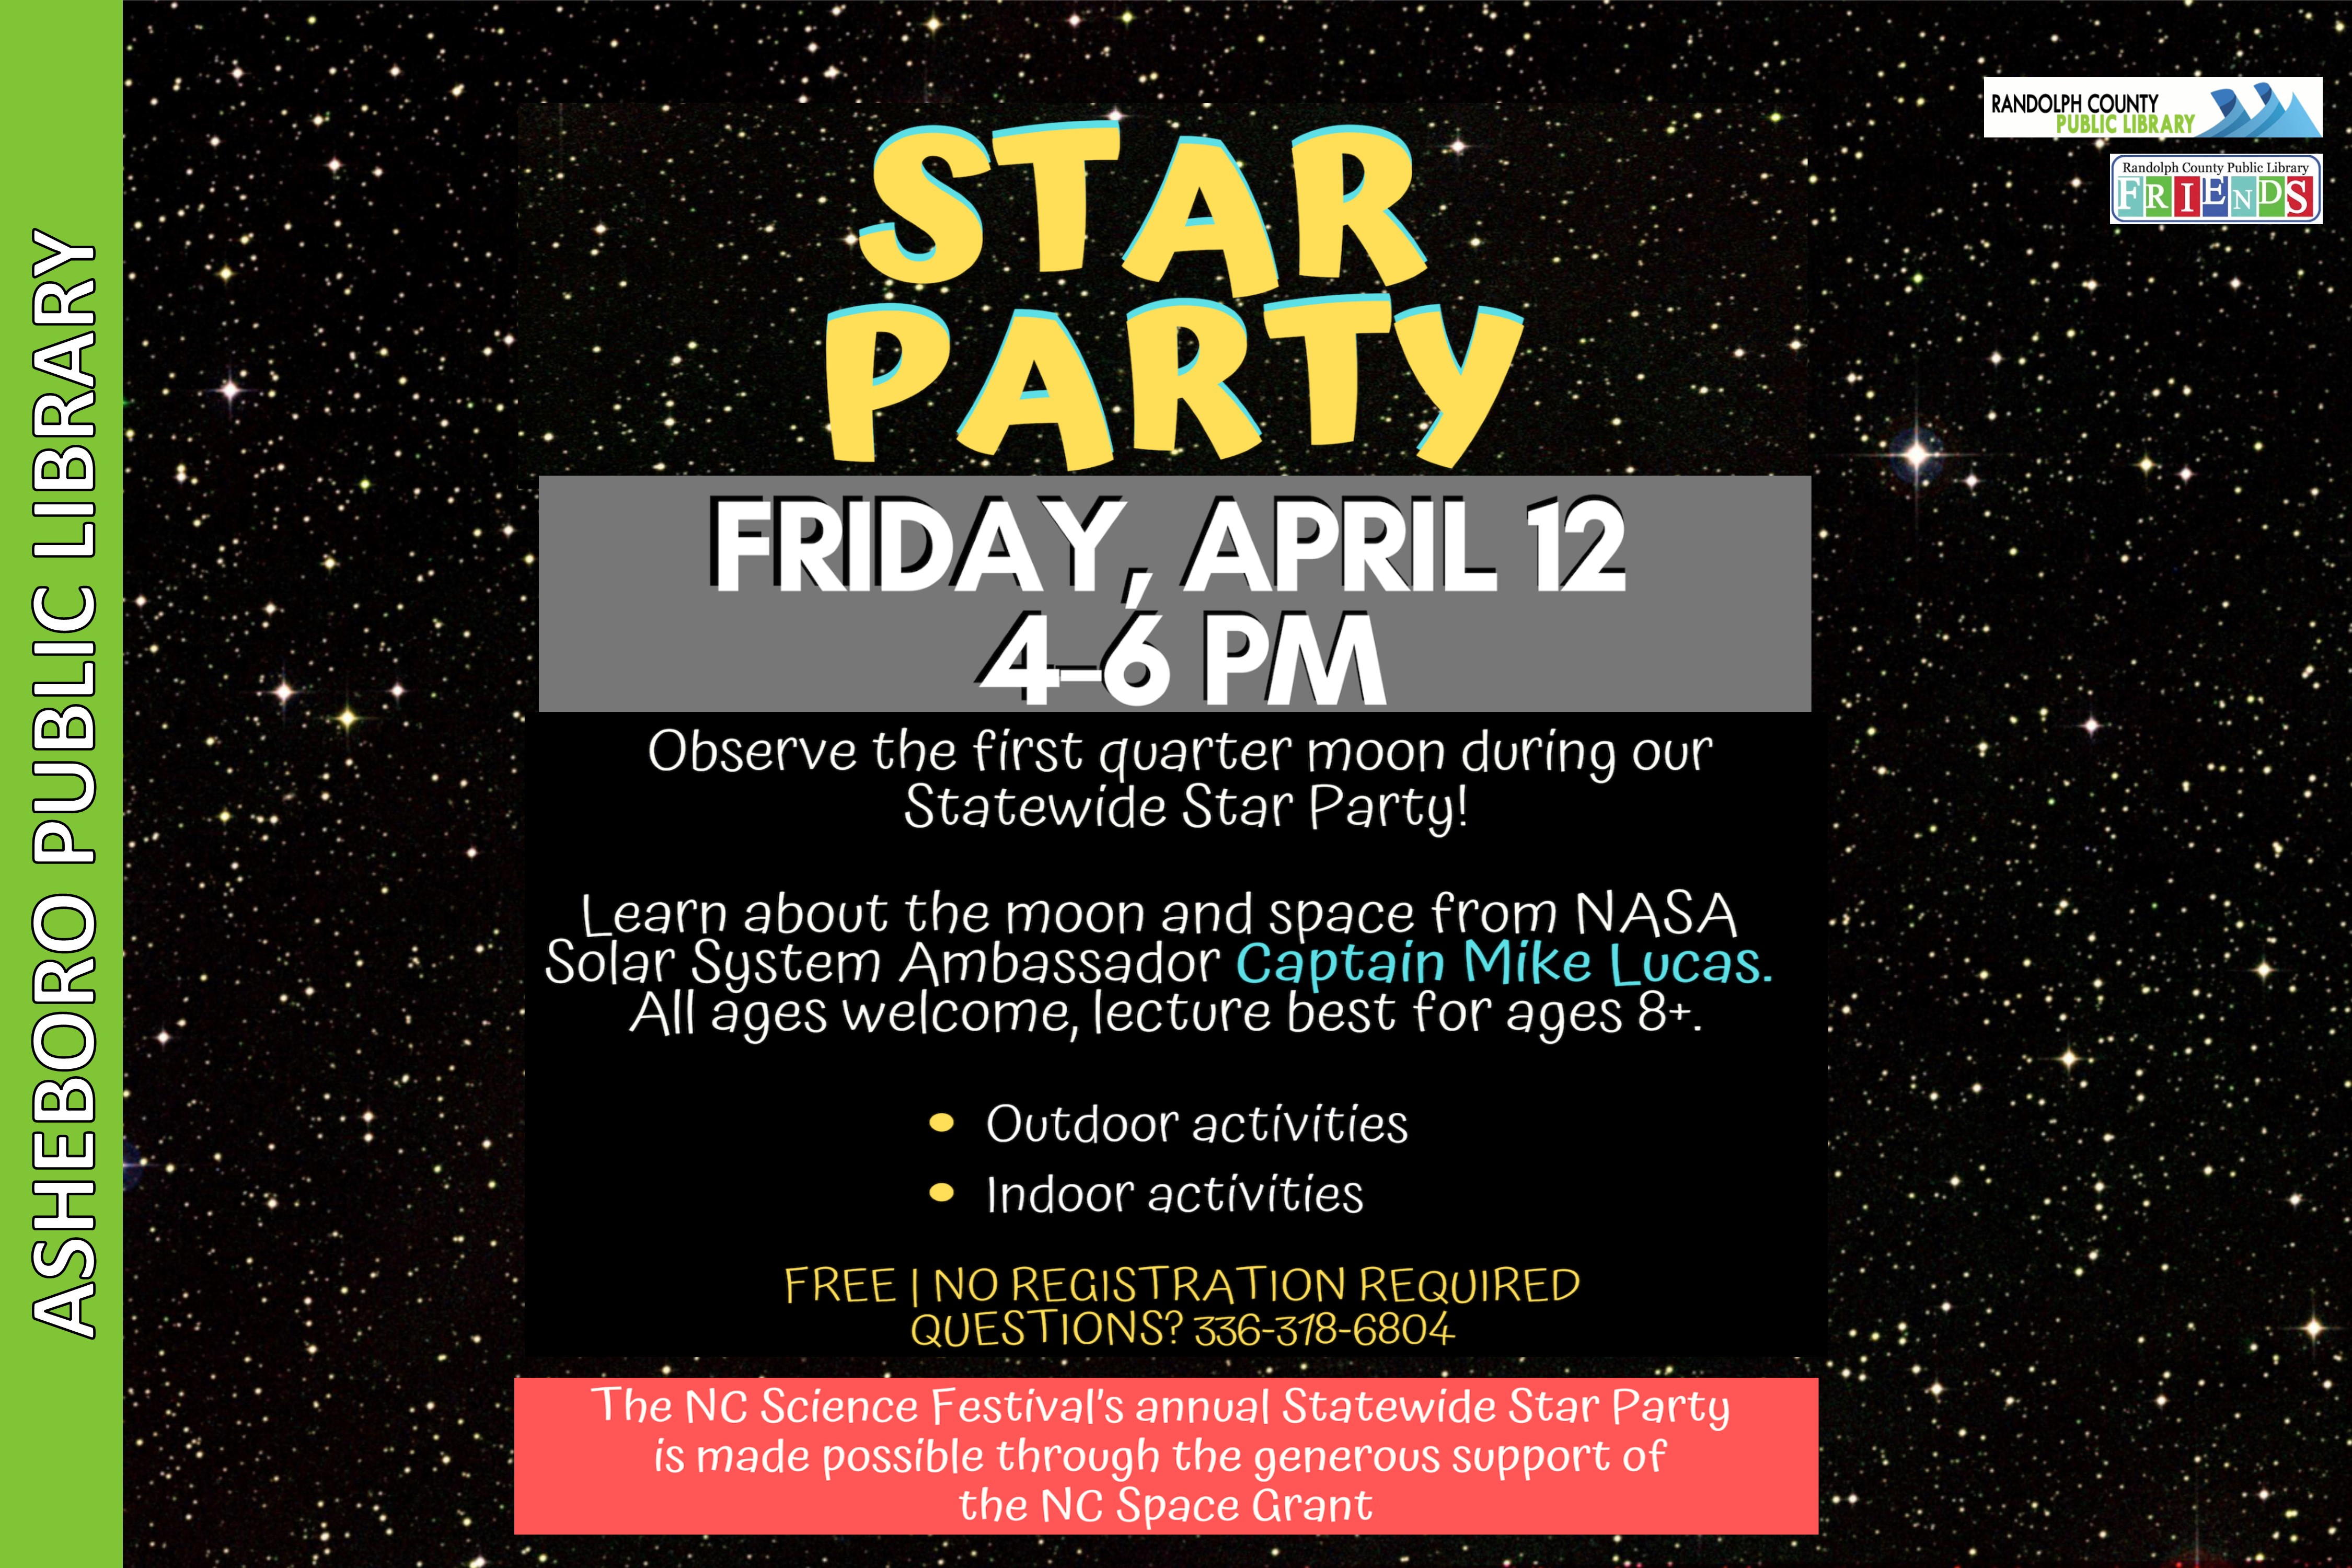 ASHEBORO PUBLIC LIBRARY
RANDOLPH COUNTY
PUBLIC LIBRARY
Randolph County Public Library
FRIENDS
STAR
PARTY
FRIDAY, APRIL 12
4-6 PM
Observe the first quarter moon during our
Statewide Star Party!
Learn about the moon and space from NASA
Solar System Ambassador Captain Mike Lucas.
All ages welcome, lecture best for ages 8+.
• Outdoor activities
• Indoor activities
FREE | NO REGISTRATION REQUIRED
QUESTIONS? 336-318-6804
The NC Science Festival's annual Statewide Star Party
is made possible through the generous support of
the NC Space Grant